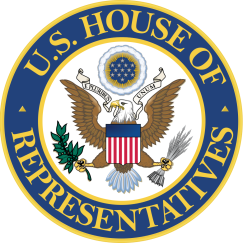 U.S. HOUSE OF
REPRESENTATIVES
E PLURIBUS UNUM